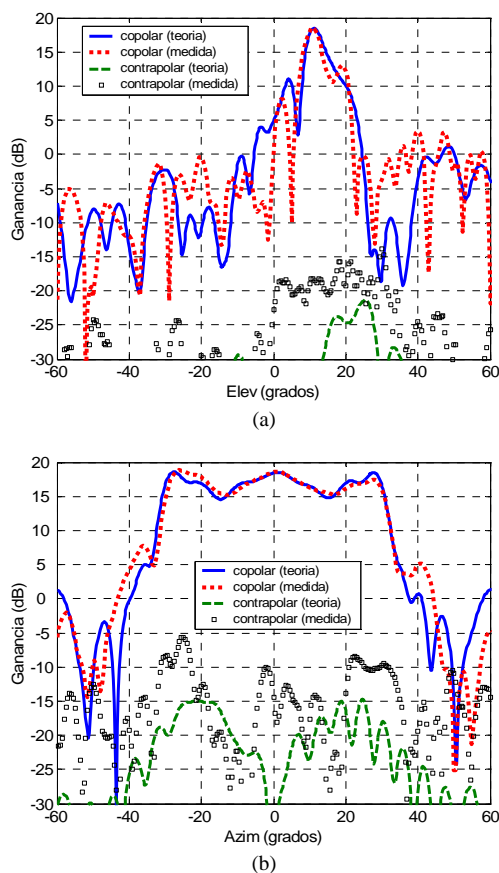 20
15
10
5
0
-5
-10
-15
-20
-25
-30
Ganancia (dB)
copolar (teoria)
copolar (medida)
contrapolar (teoria)
contrapolar (medida)
-60 -40 -20 0 20 40 60
Elev (grados)
(a)
20
15
10
5
0
-5
-10
-15
-20
-25
-30
Ganancia (dB)
copolar (teoria)
copolar (medida)
contrapolar (teoria)
contrapolar (medida)
-60 -40 -20 0 20 40 60
Azim (grados)
(b)